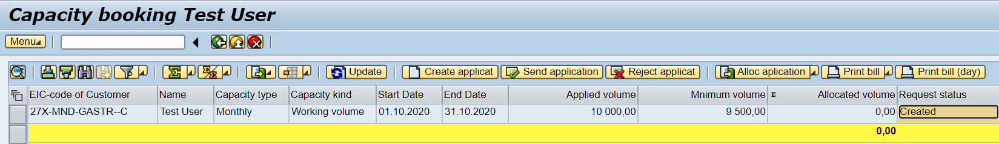 Capacity booking Test User
Menu
Update Create applicat Send application Reject applicat Alloc aplication Print bill Print bill (day)
EIC-code of Customer Name Capacity type Capacity kind Start Date End Date Applied volume Mnimum volume Σ Allocated volume Request status
27X-MND-GASTR--C Test User Monthly Working volume 01.10.2020 31.10.2020 10 000,00 9 500,00 0,00 Created
0,00